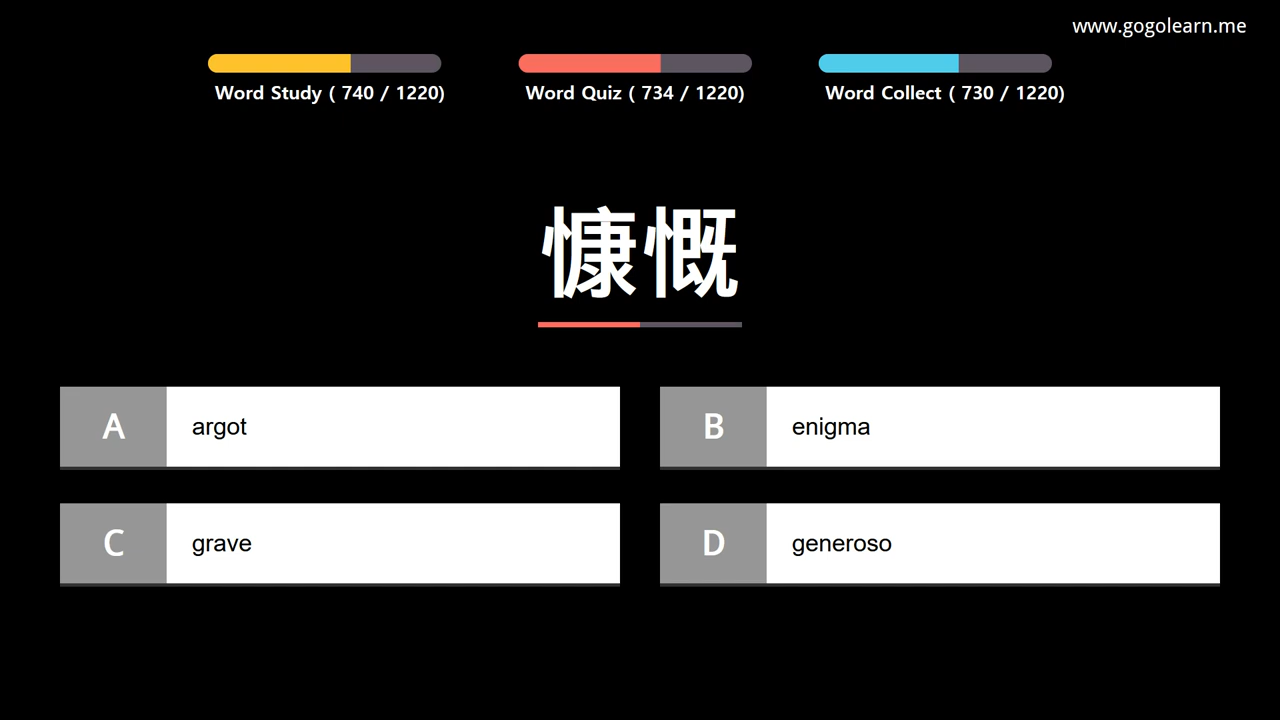 www.gogolearn.me
Word Study ( 740 / 1220)
Word Quiz ( 734 / 1220)
Word Collect ( 730 / 1220)
慷慨
A argot
B enigma
C grave
D generoso